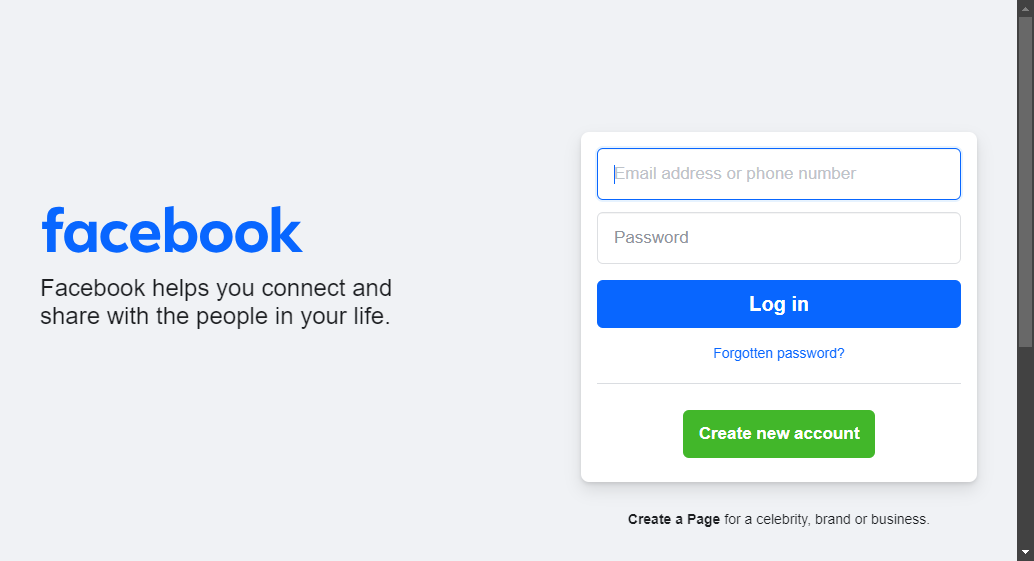 facebook
Facebook helps you connect and
share with the people in your life.
Email address or phone number
Password
Log in
Forgotten password?
Create new account
Create a Page for a celebrity, brand or business.